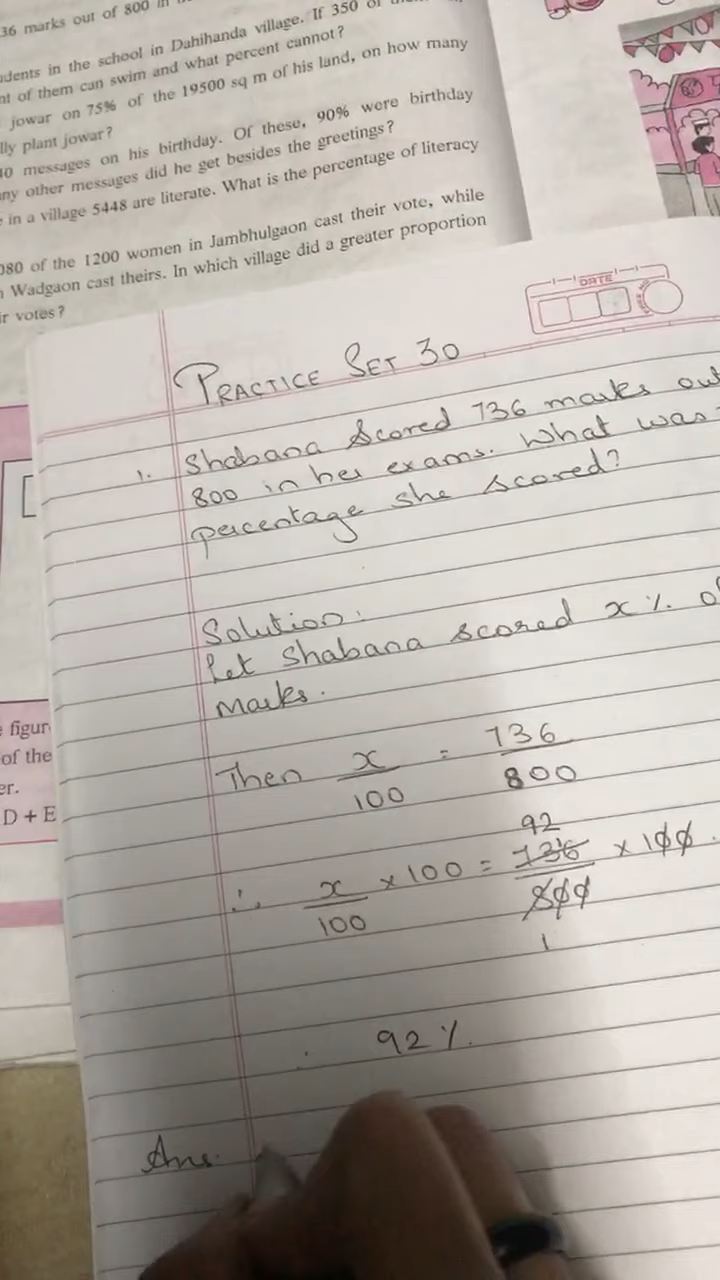 36 marks out of 800 in
dents in the school in Dahihanda village. If 350 of
nt of them can swim and what percent cannot?
jowar on 75% of the 19500 sq m of his land, on how many
lly plant jowar?
40 messages on his birthday. Of these, 90% were birthday
ny other messages did he get besides the greetings?
in a village 5448 are literate. What is the percentage of literacy
080 of the 1200 women in Jambhulgaon cast their vote, while
Wadgaon cast theirs. In which village did a greater proportion
ir votes?
DATE
PRACTICE SET 30
1. Shabana Scored 736 marks out
800 in her exams. What was
percentage she scored?
Solution:
Let Shabana scored x % of
marks.
Then x/100 = 736/800
92
∴ x/100 × 100 = 736/800 × 100
1
92 %
Ans.
figur
of the
er.
D + E